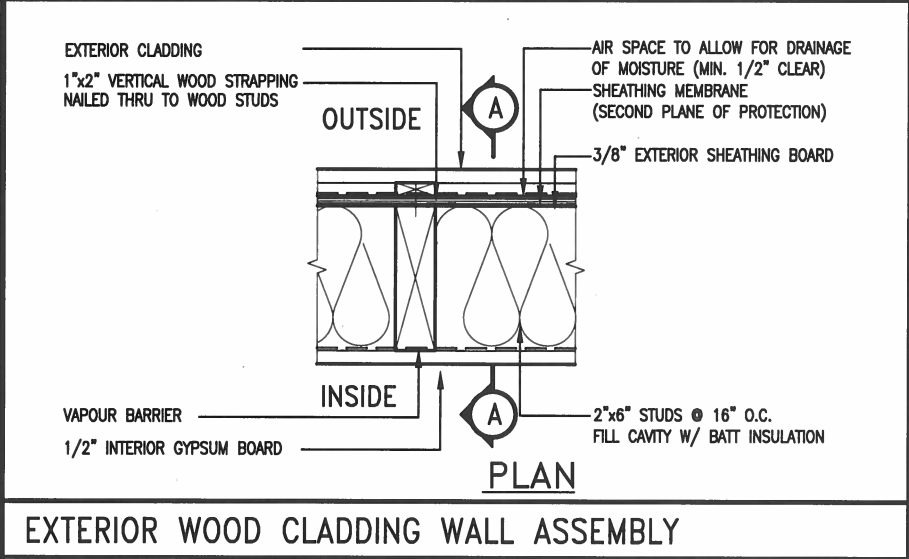 EXTERIOR CLADDING
1"x2" VERTICAL WOOD STRAPPING
NAILED THRU TO WOOD STUDS
AIR SPACE TO ALLOW FOR DRAINAGE
OF MOISTURE (MIN. 1/2" CLEAR)
SHEATHING MEMBRANE
(SECOND PLANE OF PROTECTION)
3/8" EXTERIOR SHEATHING BOARD
A
OUTSIDE
INSIDE
A
VAPOUR BARRIER
1/2" INTERIOR GYPSUM BOARD
2"x6" STUDS @ 16" O.C.
FILL CAVITY W/ BATT INSULATION
PLAN
EXTERIOR WOOD CLADDING WALL ASSEMBLY